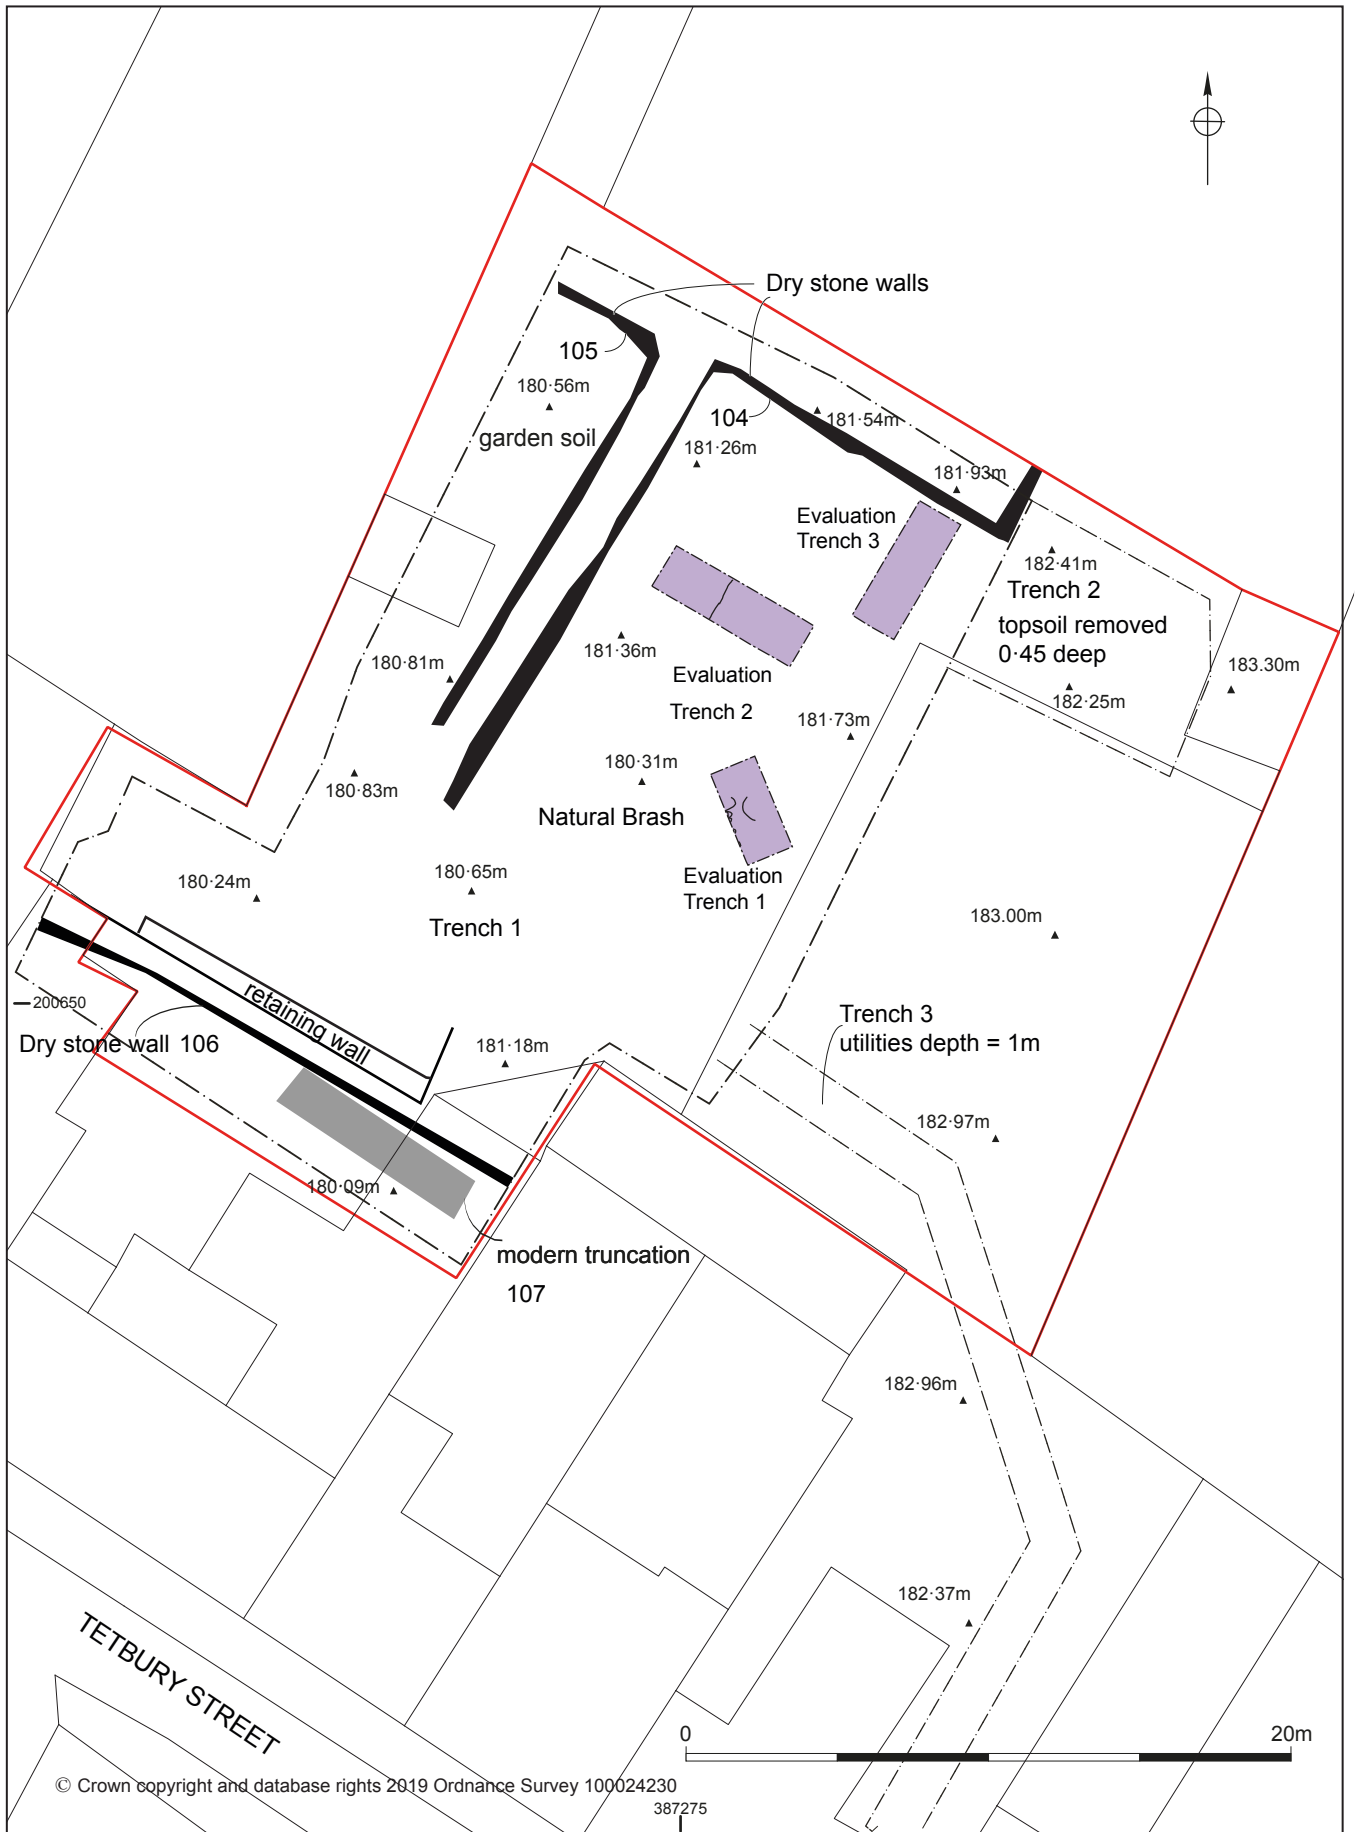 Dry stone walls
105
180·56m
garden soil
104
181·54m
181·26m
181·93m
Evaluation
Trench 3
182·41m
Trench 2
topsoil removed
0·45 deep
181·36m
180·81m
Evaluation
Trench 2
183.30m
182·25m
181·73m
180·31m
180·83m
Natural Brash
180·65m
Evaluation
Trench 1
180·24m
Trench 1
183.00m
retaining wall
200650
Dry stone wall 106
181·18m
Trench 3
utilities depth = 1m
182·97m
180·09m
modern truncation
107
182·96m
182·37m
TETBURY STREET
0
20m
© Crown copyright and database rights 2019 Ordnance Survey 100024230
387275